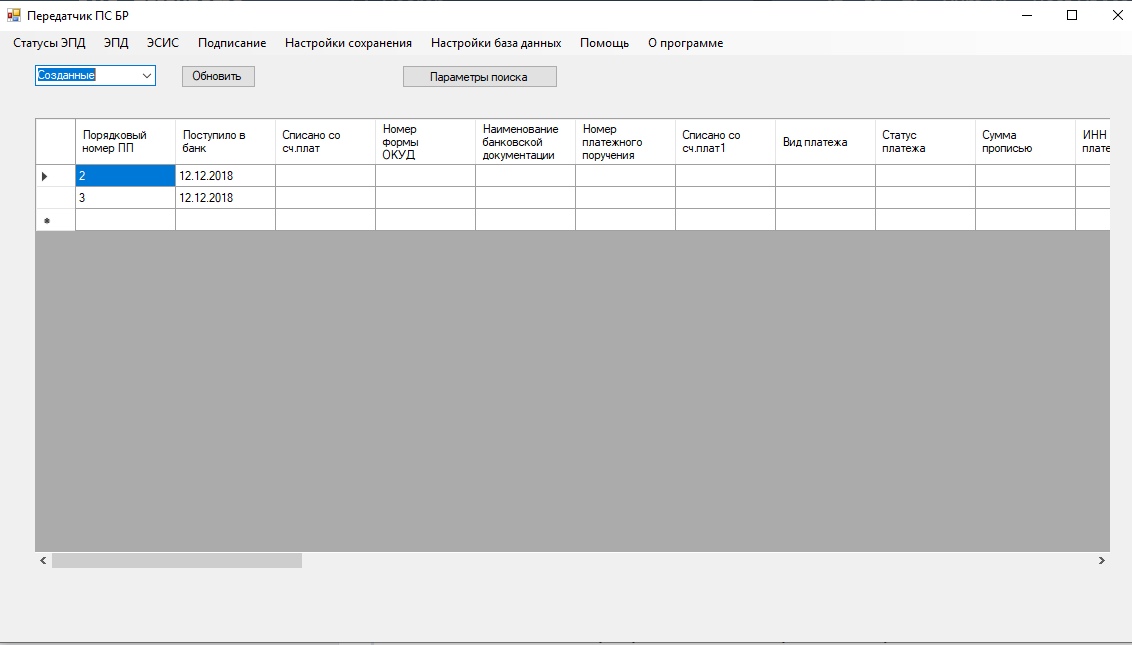 Передатчик ПС БР
Статусы ЭПД ЭПД ЭСИС Подписание Настройки сохранения Настройки база данных Помощь О программе
Созданные Обновить Параметры поиска
Порядковый номер ПП Поступило в банк Списано со сч.плат Номер формы ОКУД Наименование банковской документации Номер платежного поручения Списано со сч.плат1 Вид платежа Статус платежа Сумма прописью ИНН плате
2 12.12.2018
3 12.12.2018